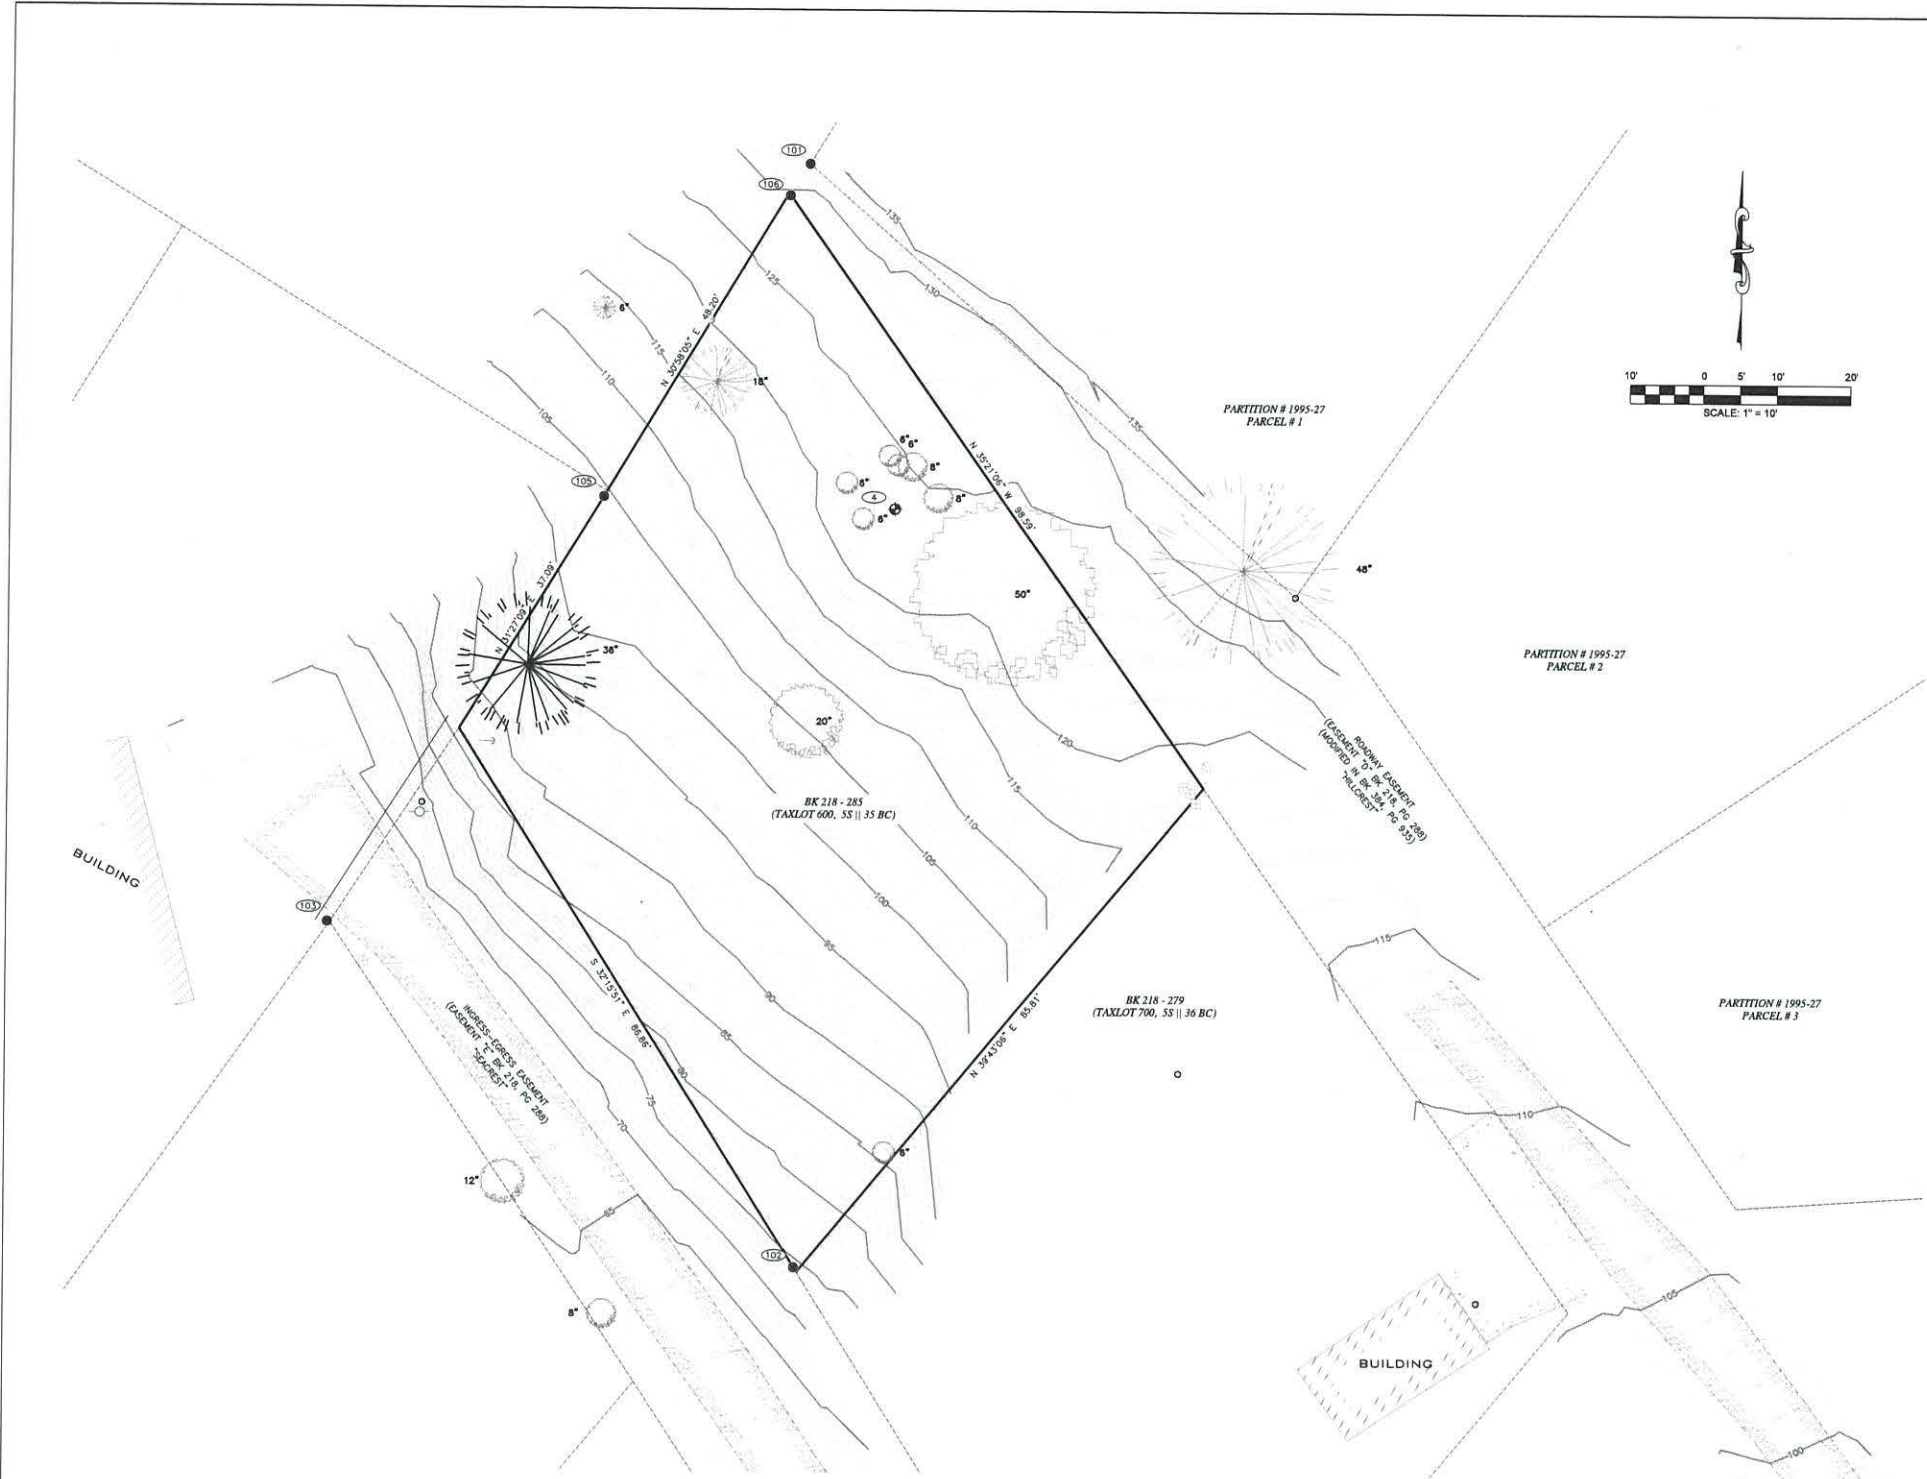 101
106
135
130
125
10' 0 5' 10' 20'
SCALE: 1" = 10'
N 30°58'05" E 48.20'
6"
115
110
105
18"
PARTITION # 1995-27
PARCEL # 1
135
6" 6"
8"
6"
4
8"
6"
N 35°21'06" W 98.59'
105
48"
50"
N 31°27'09" E 37.09'
36"
PARTITION # 1995-27
PARCEL # 2
20"
120
ROADWAY EASEMENT
(EASEMENT "D" BK 218, PG 288)
(MODIFIED IN BK 384, PG 935)
"HILLCREST"
115
BK 218 - 285
(TAXLOT 600, 5S || 35 BC)
110
105
100
BUILDING
103
95
115
S 32°15'51" E 86.86'
90
85
80
75
70
N 39°43'06" E 85.81'
BK 218 - 279
(TAXLOT 700, 5S || 36 BC)
PARTITION # 1995-27
PARCEL # 3
INGRESS-EGRESS EASEMENT
(EASEMENT "E" BK 218, PG 288)
"SEACREST"
110
12"
65
102
105
8"
BUILDING
100